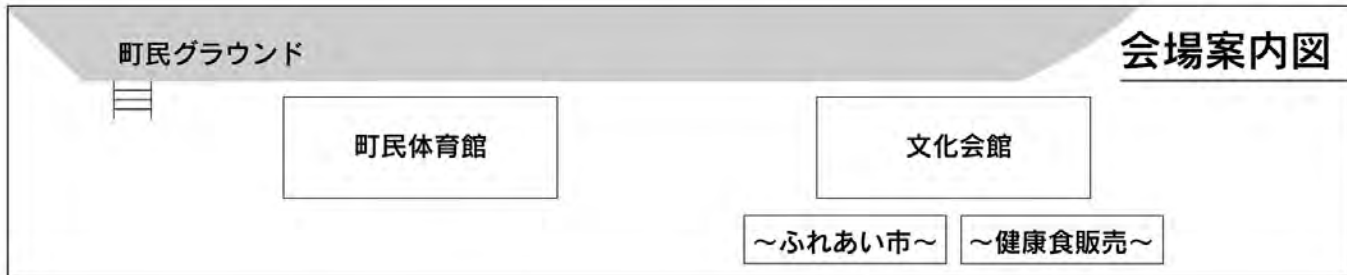 町民グラウンド
会場案内図
町民体育館
文化会館
～ふれあい市～
～健康食販売～